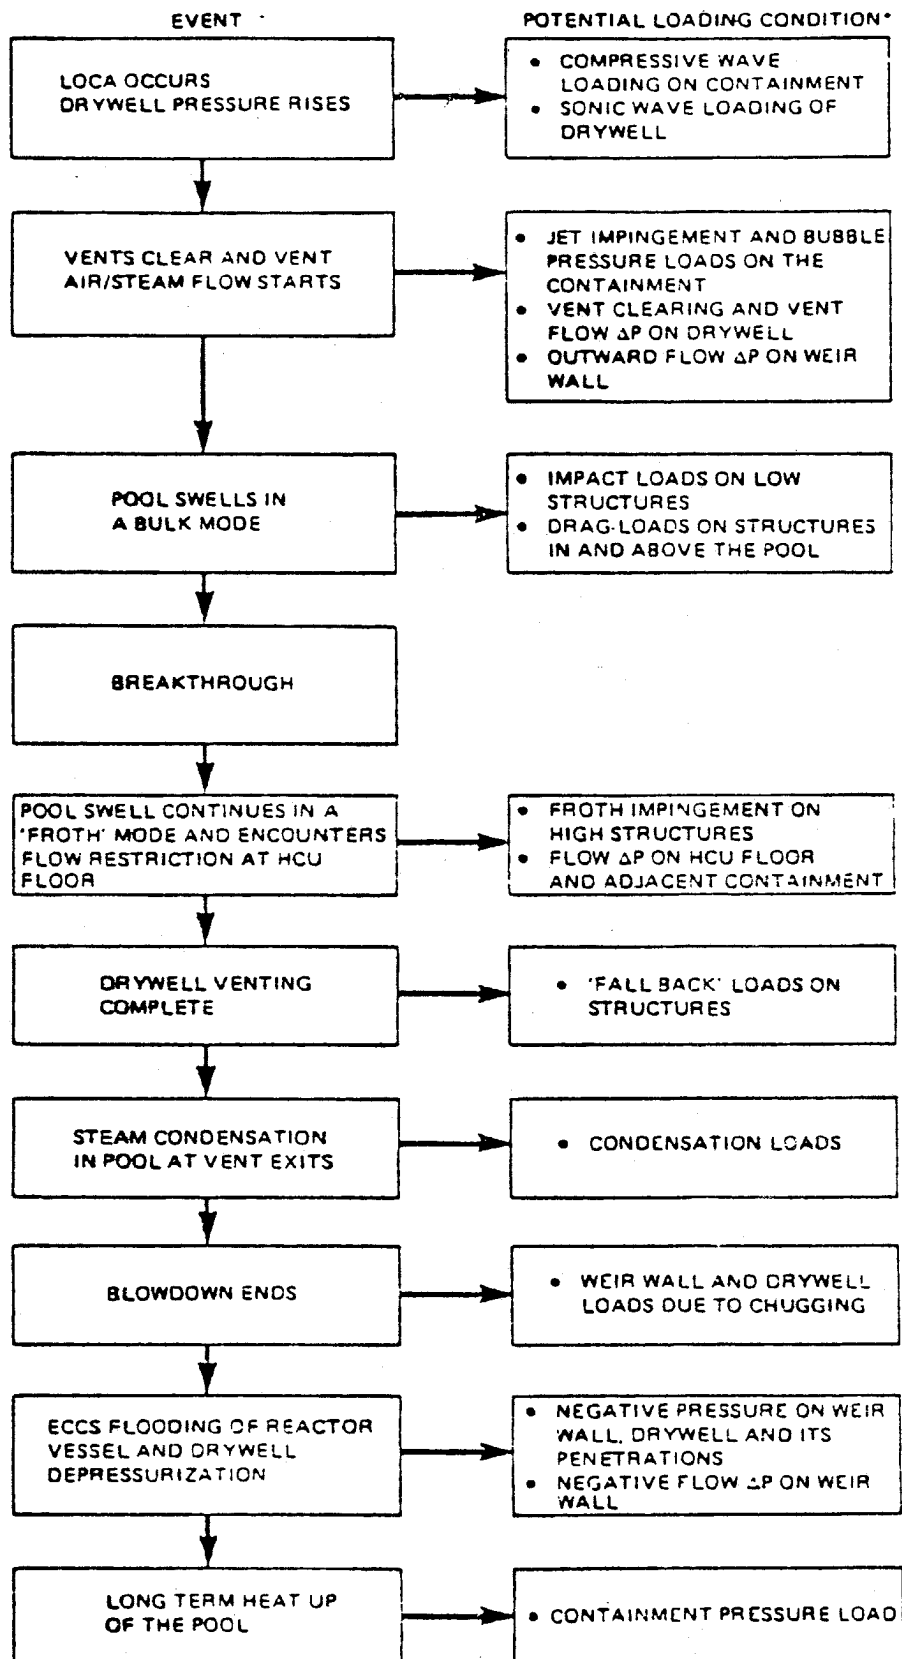 EVENT
POTENTIAL LOADING CONDITION*
LOCA OCCURS
DRYWELL PRESSURE RISES
• COMPRESSIVE WAVE
LOADING ON CONTAINMENT
• SONIC WAVE LOADING OF
DRYWELL
VENTS CLEAR AND VENT
AIR/STEAM FLOW STARTS
• JET IMPINGEMENT AND BUBBLE
PRESSURE LOADS ON THE
CONTAINMENT
• VENT CLEARING AND VENT
FLOW ΔP ON DRYWELL
• OUTWARD FLOW ΔP ON WEIR
WALL
POOL SWELLS IN
A BULK MODE
• IMPACT LOADS ON LOW
STRUCTURES
• DRAG-LOADS ON STRUCTURES
IN AND ABOVE THE POOL
BREAKTHROUGH
POOL SWELL CONTINUES IN A
'FROTH' MODE AND ENCOUNTERS
FLOW RESTRICTION AT HCU
FLOOR
• FROTH IMPINGEMENT ON
HIGH STRUCTURES
• FLOW ΔP ON HCU FLOOR
AND ADJACENT CONTAINMENT
DRYWELL VENTING
COMPLETE
• 'FALL BACK' LOADS ON
STRUCTURES
STEAM CONDENSATION
IN POOL AT VENT EXITS
• CONDENSATION LOADS
BLOWDOWN ENDS
• WEIR WALL AND DRYWELL
LOADS DUE TO CHUGGING
ECCS FLOODING OF REACTOR
VESSEL AND DRYWELL
DEPRESSURIZATION
• NEGATIVE PRESSURE ON WEIR
WALL, DRYWELL AND ITS
PENETRATIONS
• NEGATIVE FLOW ΔP ON WEIR
WALL
LONG TERM HEAT UP
OF THE POOL
• CONTAINMENT PRESSURE LOAD